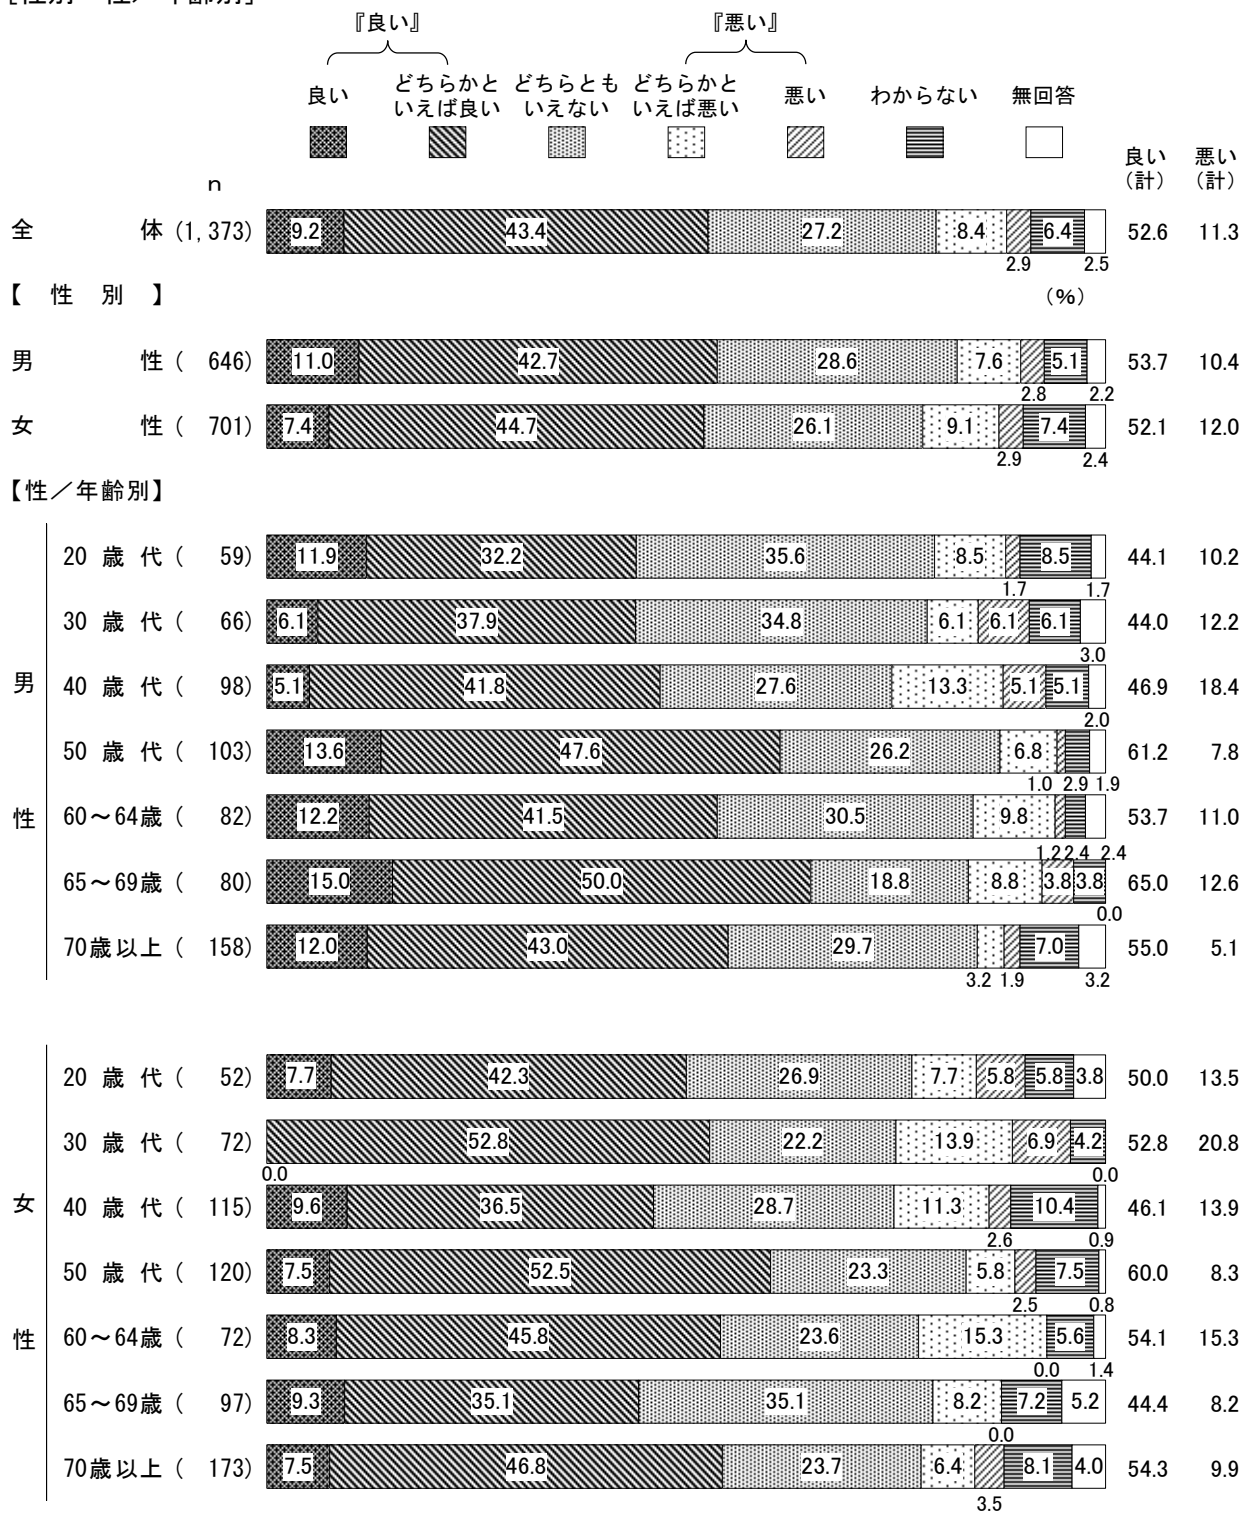 ［性別・性／年齢別］
『良い』 『悪い』
良い どちらかと どちらとも どちらかと 悪い わからない 無回答
いえば良い いえない いえば悪い
良い 悪い
ｎ (計) (計)
全 体 (1,373) 9.2 43.4 27.2 8.4 6.4 52.6 11.3
2.9 2.5
【 性 別 】 (％)
男 性 ( 646) 11.0 42.7 28.6 7.6 5.1 53.7 10.4
2.8 2.2
女 性 ( 701) 7.4 44.7 26.1 9.1 7.4 52.1 12.0
2.9 2.4
【性／年齢別】
20 歳 代 ( 59) 11.9 32.2 35.6 8.5 8.5 44.1 10.2
1.7 1.7
30 歳 代 ( 66) 6.1 37.9 34.8 6.1 6.1 6.1 44.0 12.2
3.0
男 40 歳 代 ( 98) 5.1 41.8 27.6 13.3 5.1 5.1 46.9 18.4
2.0
50 歳 代 ( 103) 13.6 47.6 26.2 6.8 61.2 7.8
1.0 2.9 1.9
性 60～64歳 ( 82) 12.2 41.5 30.5 9.8 53.7 11.0
1.2 2.4 2.4
65～69歳 ( 80) 15.0 50.0 18.8 8.8 3.8 3.8 65.0 12.6
0.0
70歳以上 ( 158) 12.0 43.0 29.7 7.0 55.0 5.1
3.2 1.9 3.2
20 歳 代 ( 52) 7.7 42.3 26.9 7.7 5.8 5.8 3.8 50.0 13.5
30 歳 代 ( 72) 52.8 22.2 13.9 6.9 4.2 52.8 20.8
0.0 0.0
女 40 歳 代 ( 115) 9.6 36.5 28.7 11.3 10.4 46.1 13.9
2.6 0.9
50 歳 代 ( 120) 7.5 52.5 23.3 5.8 7.5 60.0 8.3
2.5 0.8
性 60～64歳 ( 72) 8.3 45.8 23.6 15.3 5.6 54.1 15.3
0.0 1.4
65～69歳 ( 97) 9.3 35.1 35.1 8.2 7.2 5.2 44.4 8.2
0.0
70歳以上 ( 173) 7.5 46.8 23.7 6.4 8.1 4.0 54.3 9.9
3.5